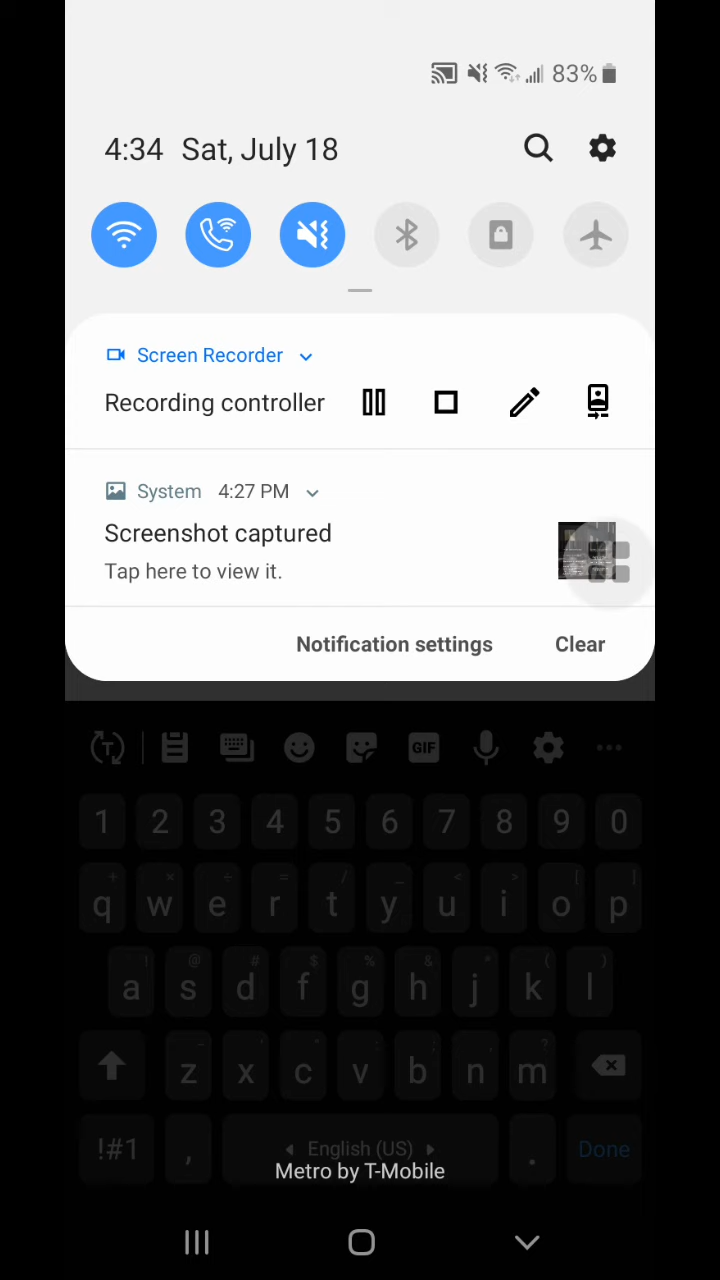 83%
4:34 Sat, July 18
Screen Recorder
Recording controller
System 4:27 PM
Screenshot captured
Tap here to view it.
Notification settings Clear
T GIF
1 2 3 4 5 6 7 8 9 0
q w e r t y u i o p
a s d f g h j k l
z x c v b n m
!#1 , English (US) . Done
Metro by T-Mobile